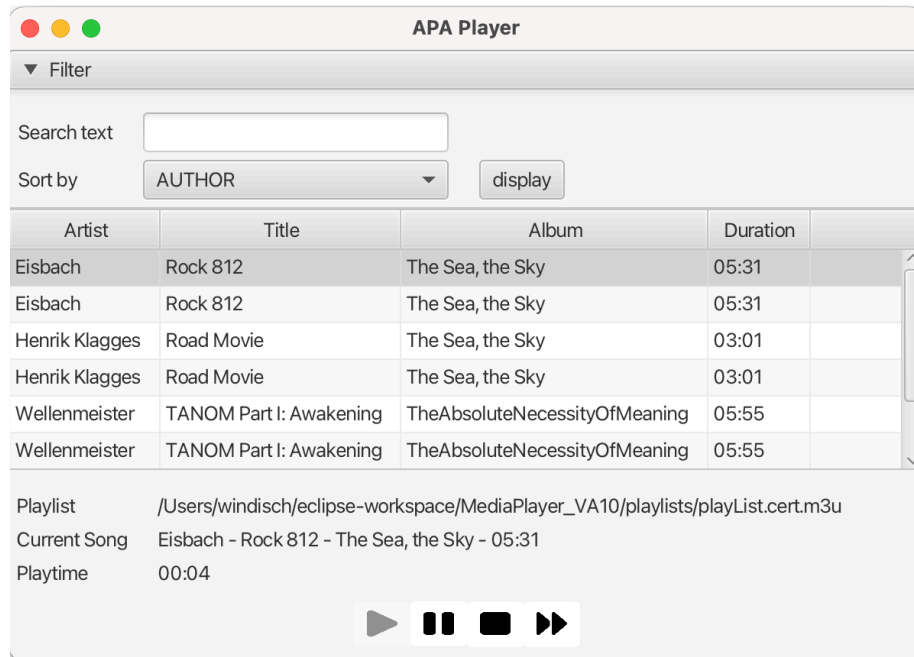 APA Player
Filter
Search text
Sort by AUTHOR display
Artist Title Album Duration
Eisbach Rock 812 The Sea, the Sky 05:31
Eisbach Rock 812 The Sea, the Sky 05:31
Henrik Klagges Road Movie The Sea, the Sky 03:01
Henrik Klagges Road Movie The Sea, the Sky 03:01
Wellenmeister TANOM Part I: Awakening TheAbsoluteNecessityOfMeaning 05:55
Wellenmeister TANOM Part I: Awakening TheAbsoluteNecessityOfMeaning 05:55
Playlist /Users/windisch/eclipse-workspace/MediaPlayer_VA10/playlists/playList.cert.m3u
Current Song Eisbach - Rock 812 - The Sea, the Sky - 05:31
Playtime 00:04